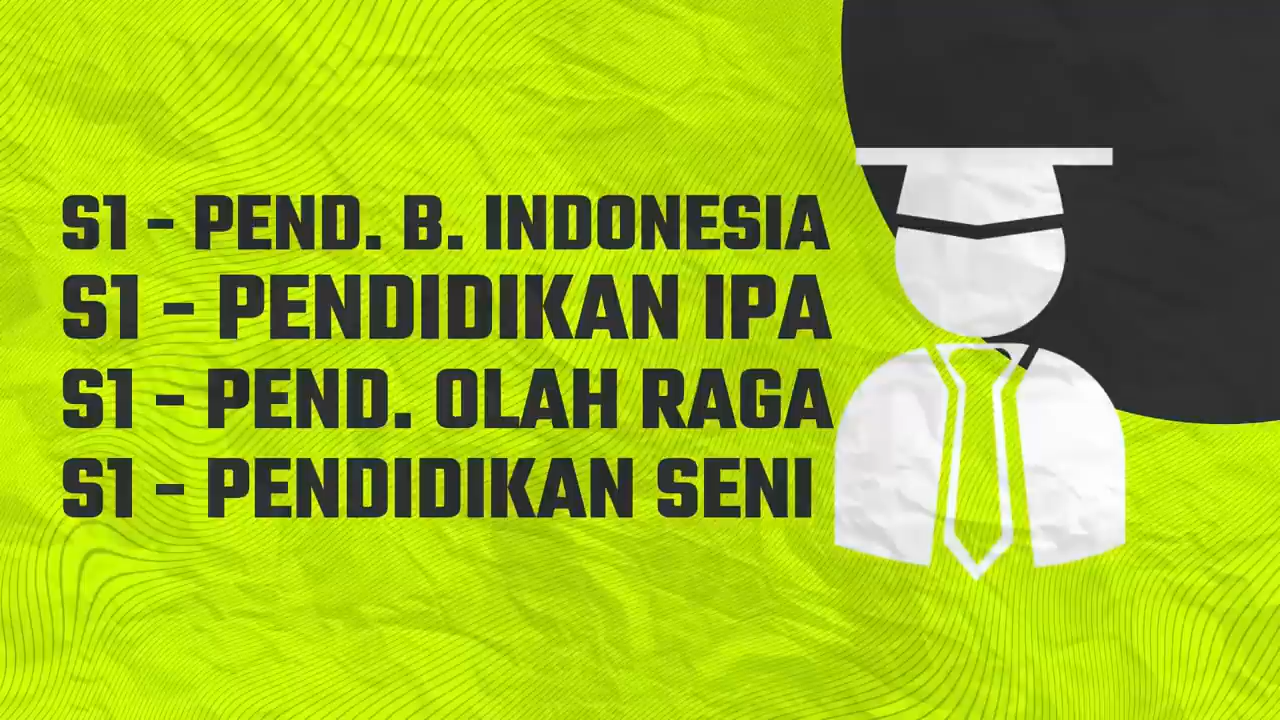 S1 - PEND. B. INDONESIA
S1 - PENDIDIKAN IPA
S1 - PEND. OLAH RAGA
S1 - PENDIDIKAN SENI